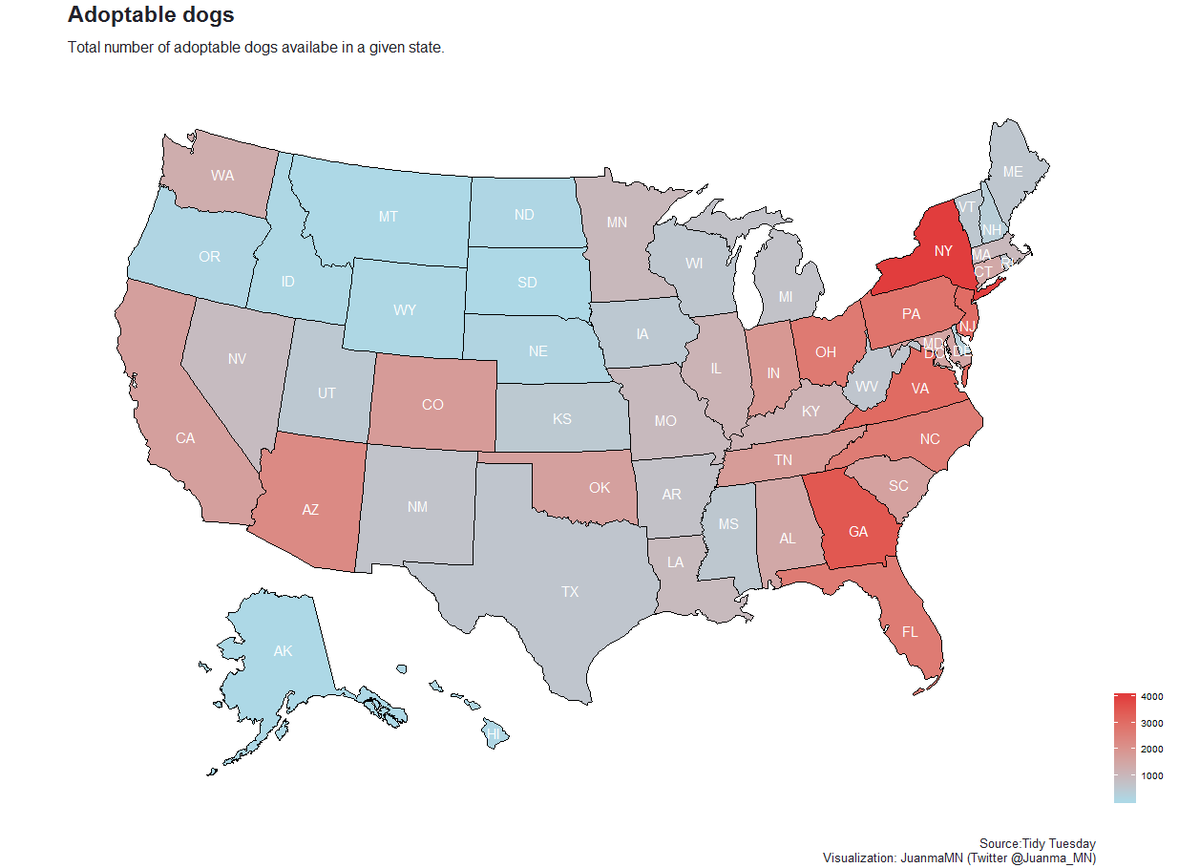 Adoptable dogs
Total number of adoptable dogs availabe in a given state.
ME
WA
VT
MT
ND
MN
NH
OR
NY
MA
WI
RI
CT
ID
SD
MI
WY
PA
NJ
IA
MD
NE
OH
DC
DE
NV
IL
IN
UT
WV
VA
CO
KS
MO
KY
CA
NC
TN
OK
SC
AZ
NM
AR
MS
GA
AL
LA
TX
FL
AK
HI
4000
3000
2000
1000
Source:Tidy Tuesday
Visualization: JuanmaMN (Twitter @Juanma_MN)